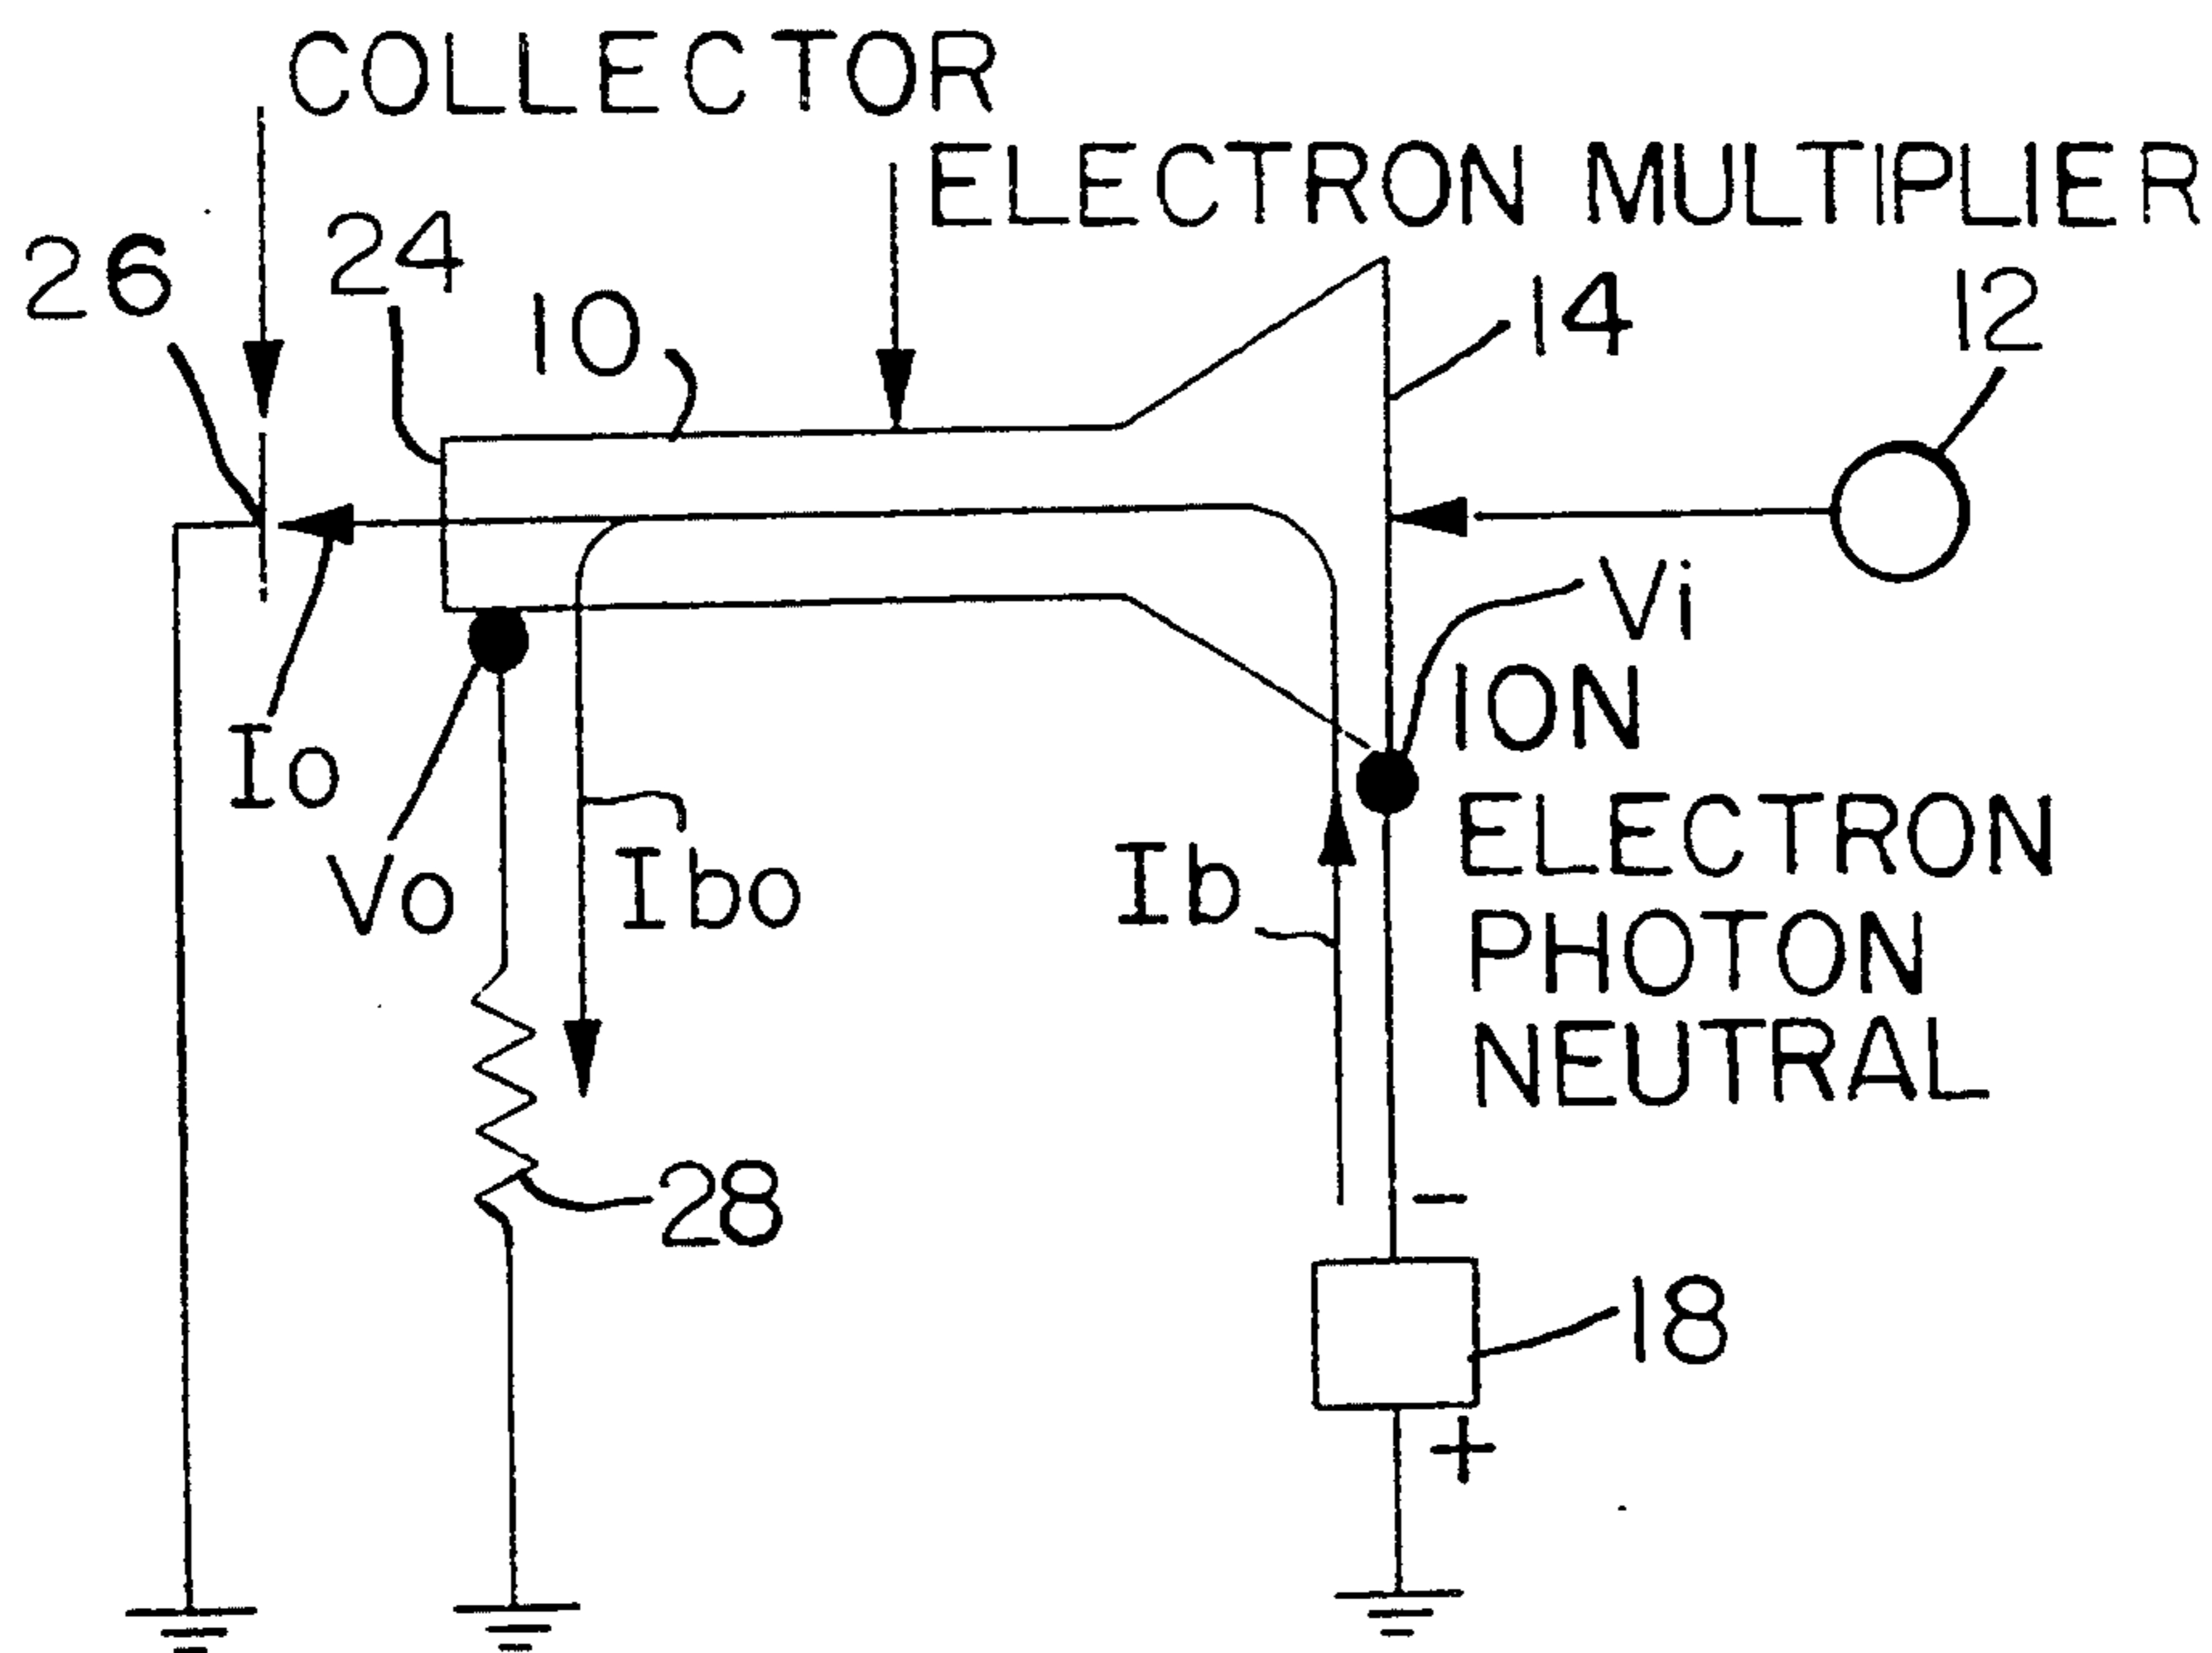 COLLECTOR
ELECTRON MULTIPLIER
26
24
10
14
12
Vi
ION
ELECTRON
PHOTON
NEUTRAL
Io
Vo
Ibo
Ib
-
28
18
+